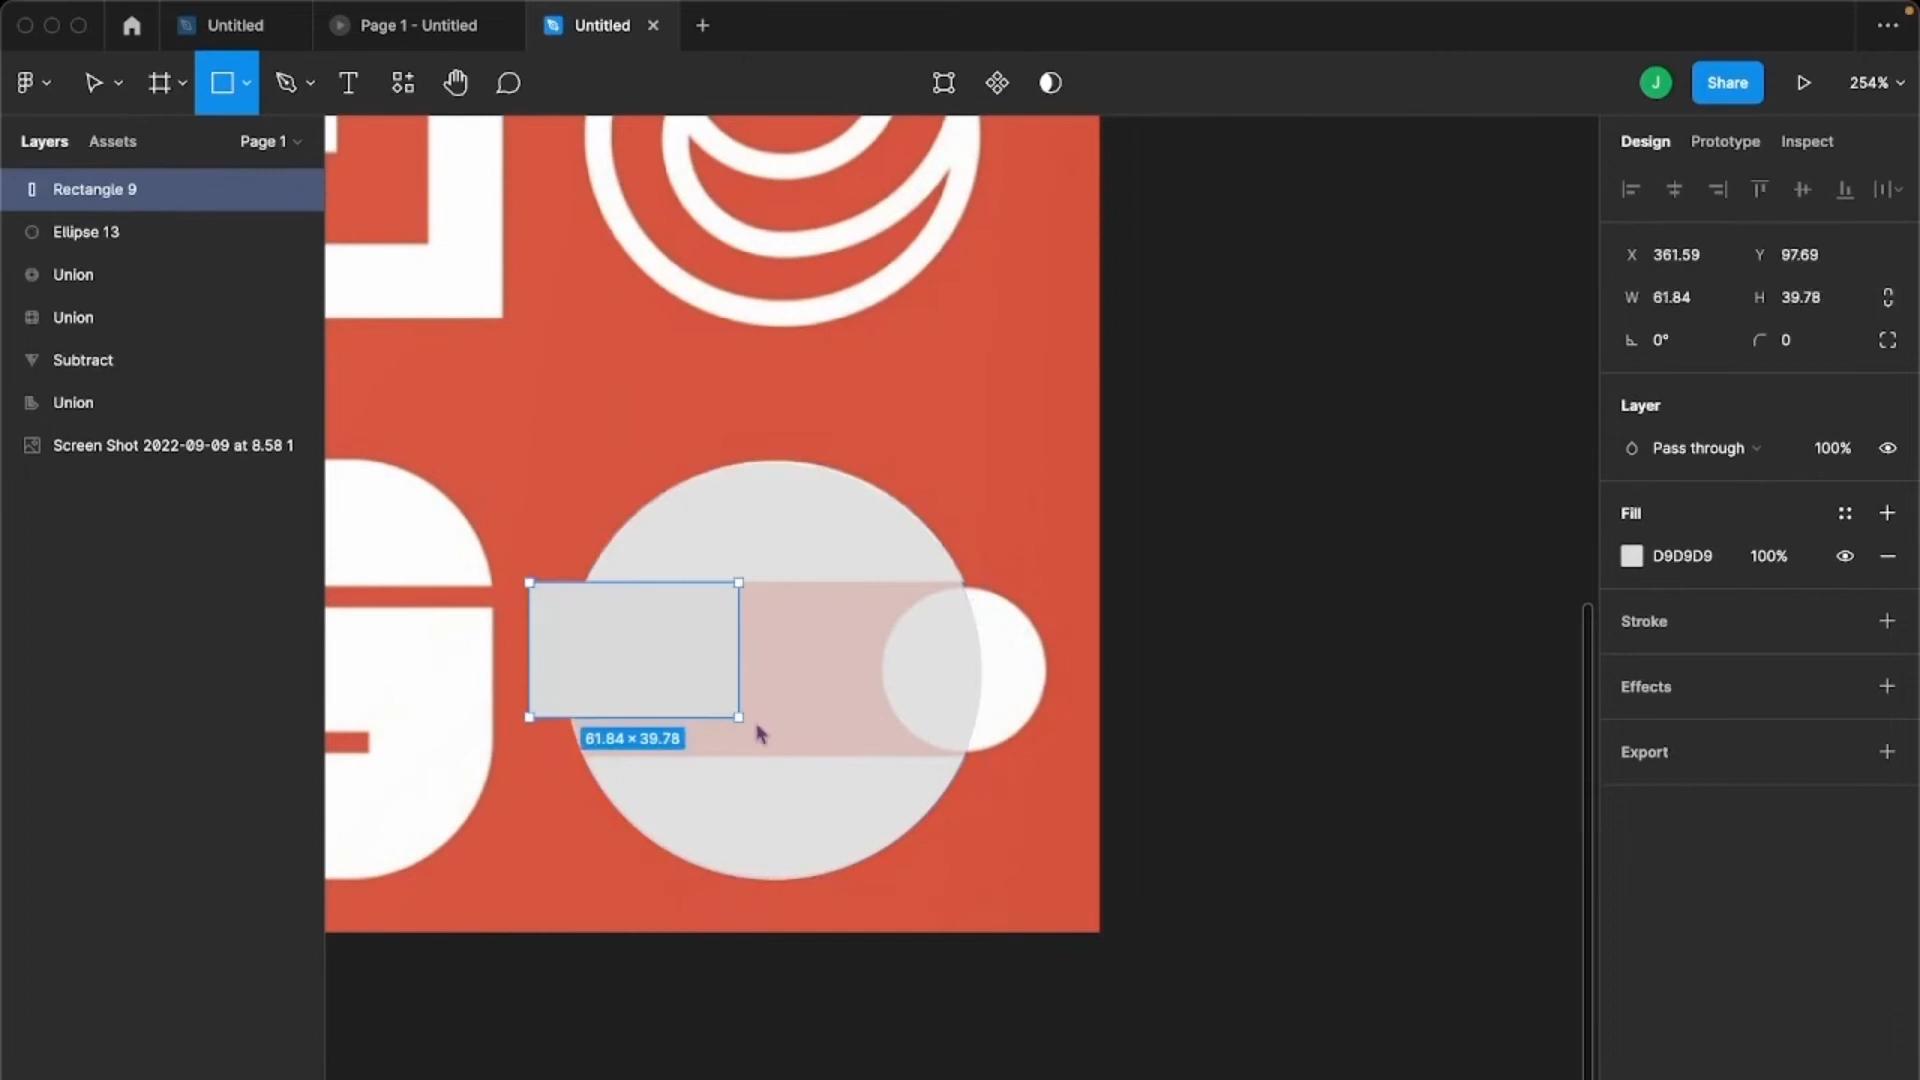 Untitled
Page 1 - Untitled
Untitled
Share
254%
J
Layers
Assets
Page 1
Rectangle 9
Ellipse 13
Union
Union
Subtract
Union
Screen Shot 2022-09-09 at 8.58 1
61.84 × 39.78
Design
Prototype
Inspect
X 361.59
Y 97.69
W 61.84
H 39.78
0°
0
Layer
Pass through
100%
Fill
D9D9D9
100%
Stroke
Effects
Export